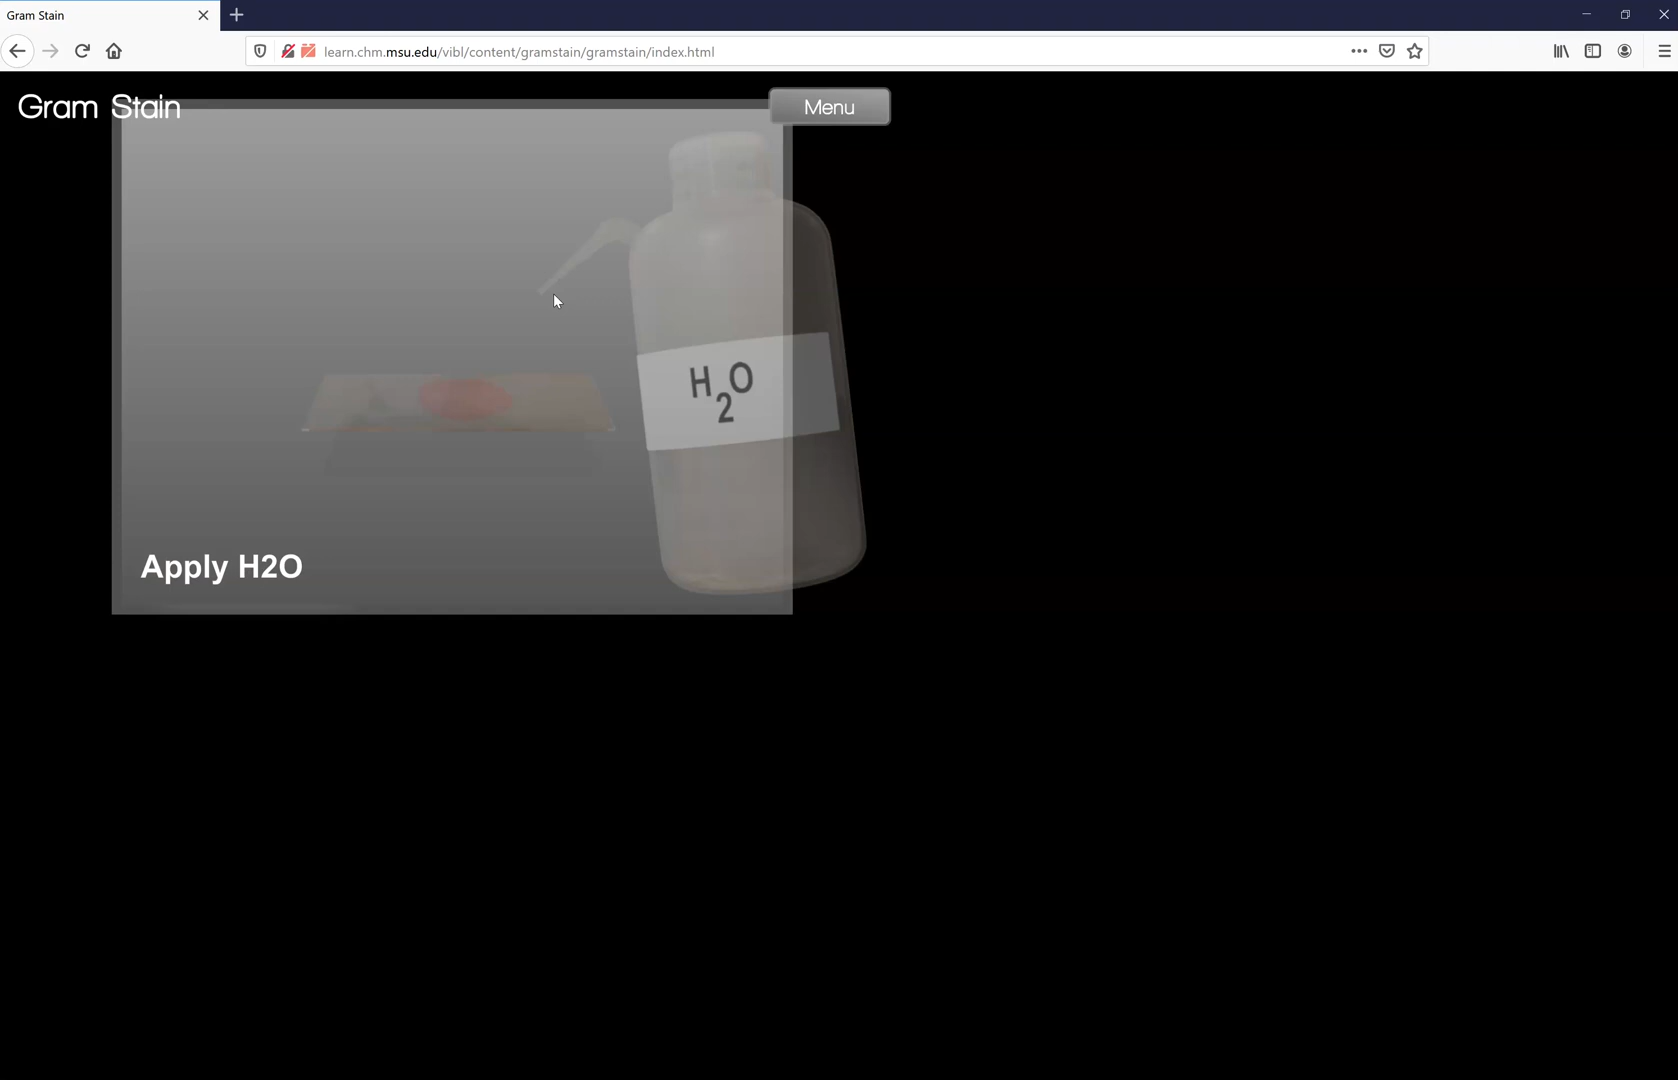 Gram Stain
learn.chm.msu.edu/vibl/content/gramstain/gramstain/index.html
Gram Stain
Menu
H2O
Apply H2O